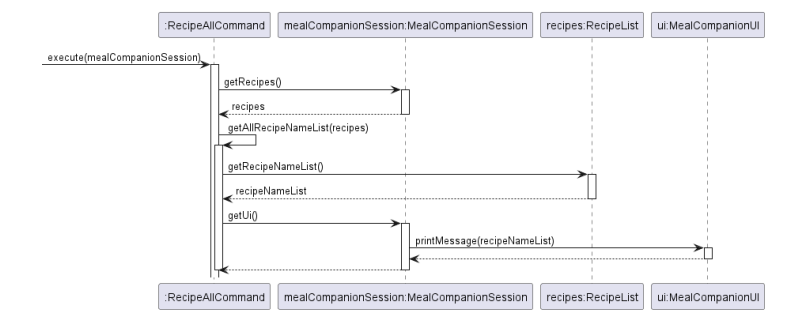 :RecipeAllCommand
mealCompanionSession:MealCompanionSession
recipes:RecipeList
ui:MealCompanionUI
execute(mealCompanionSession)
getRecipes()
recipes
getAllRecipeNameList(recipes)
getRecipeNameList()
recipeNameList
getUi()
printMessage(recipeNameList)
:RecipeAllCommand
mealCompanionSession:MealCompanionSession
recipes:RecipeList
ui:MealCompanionUI